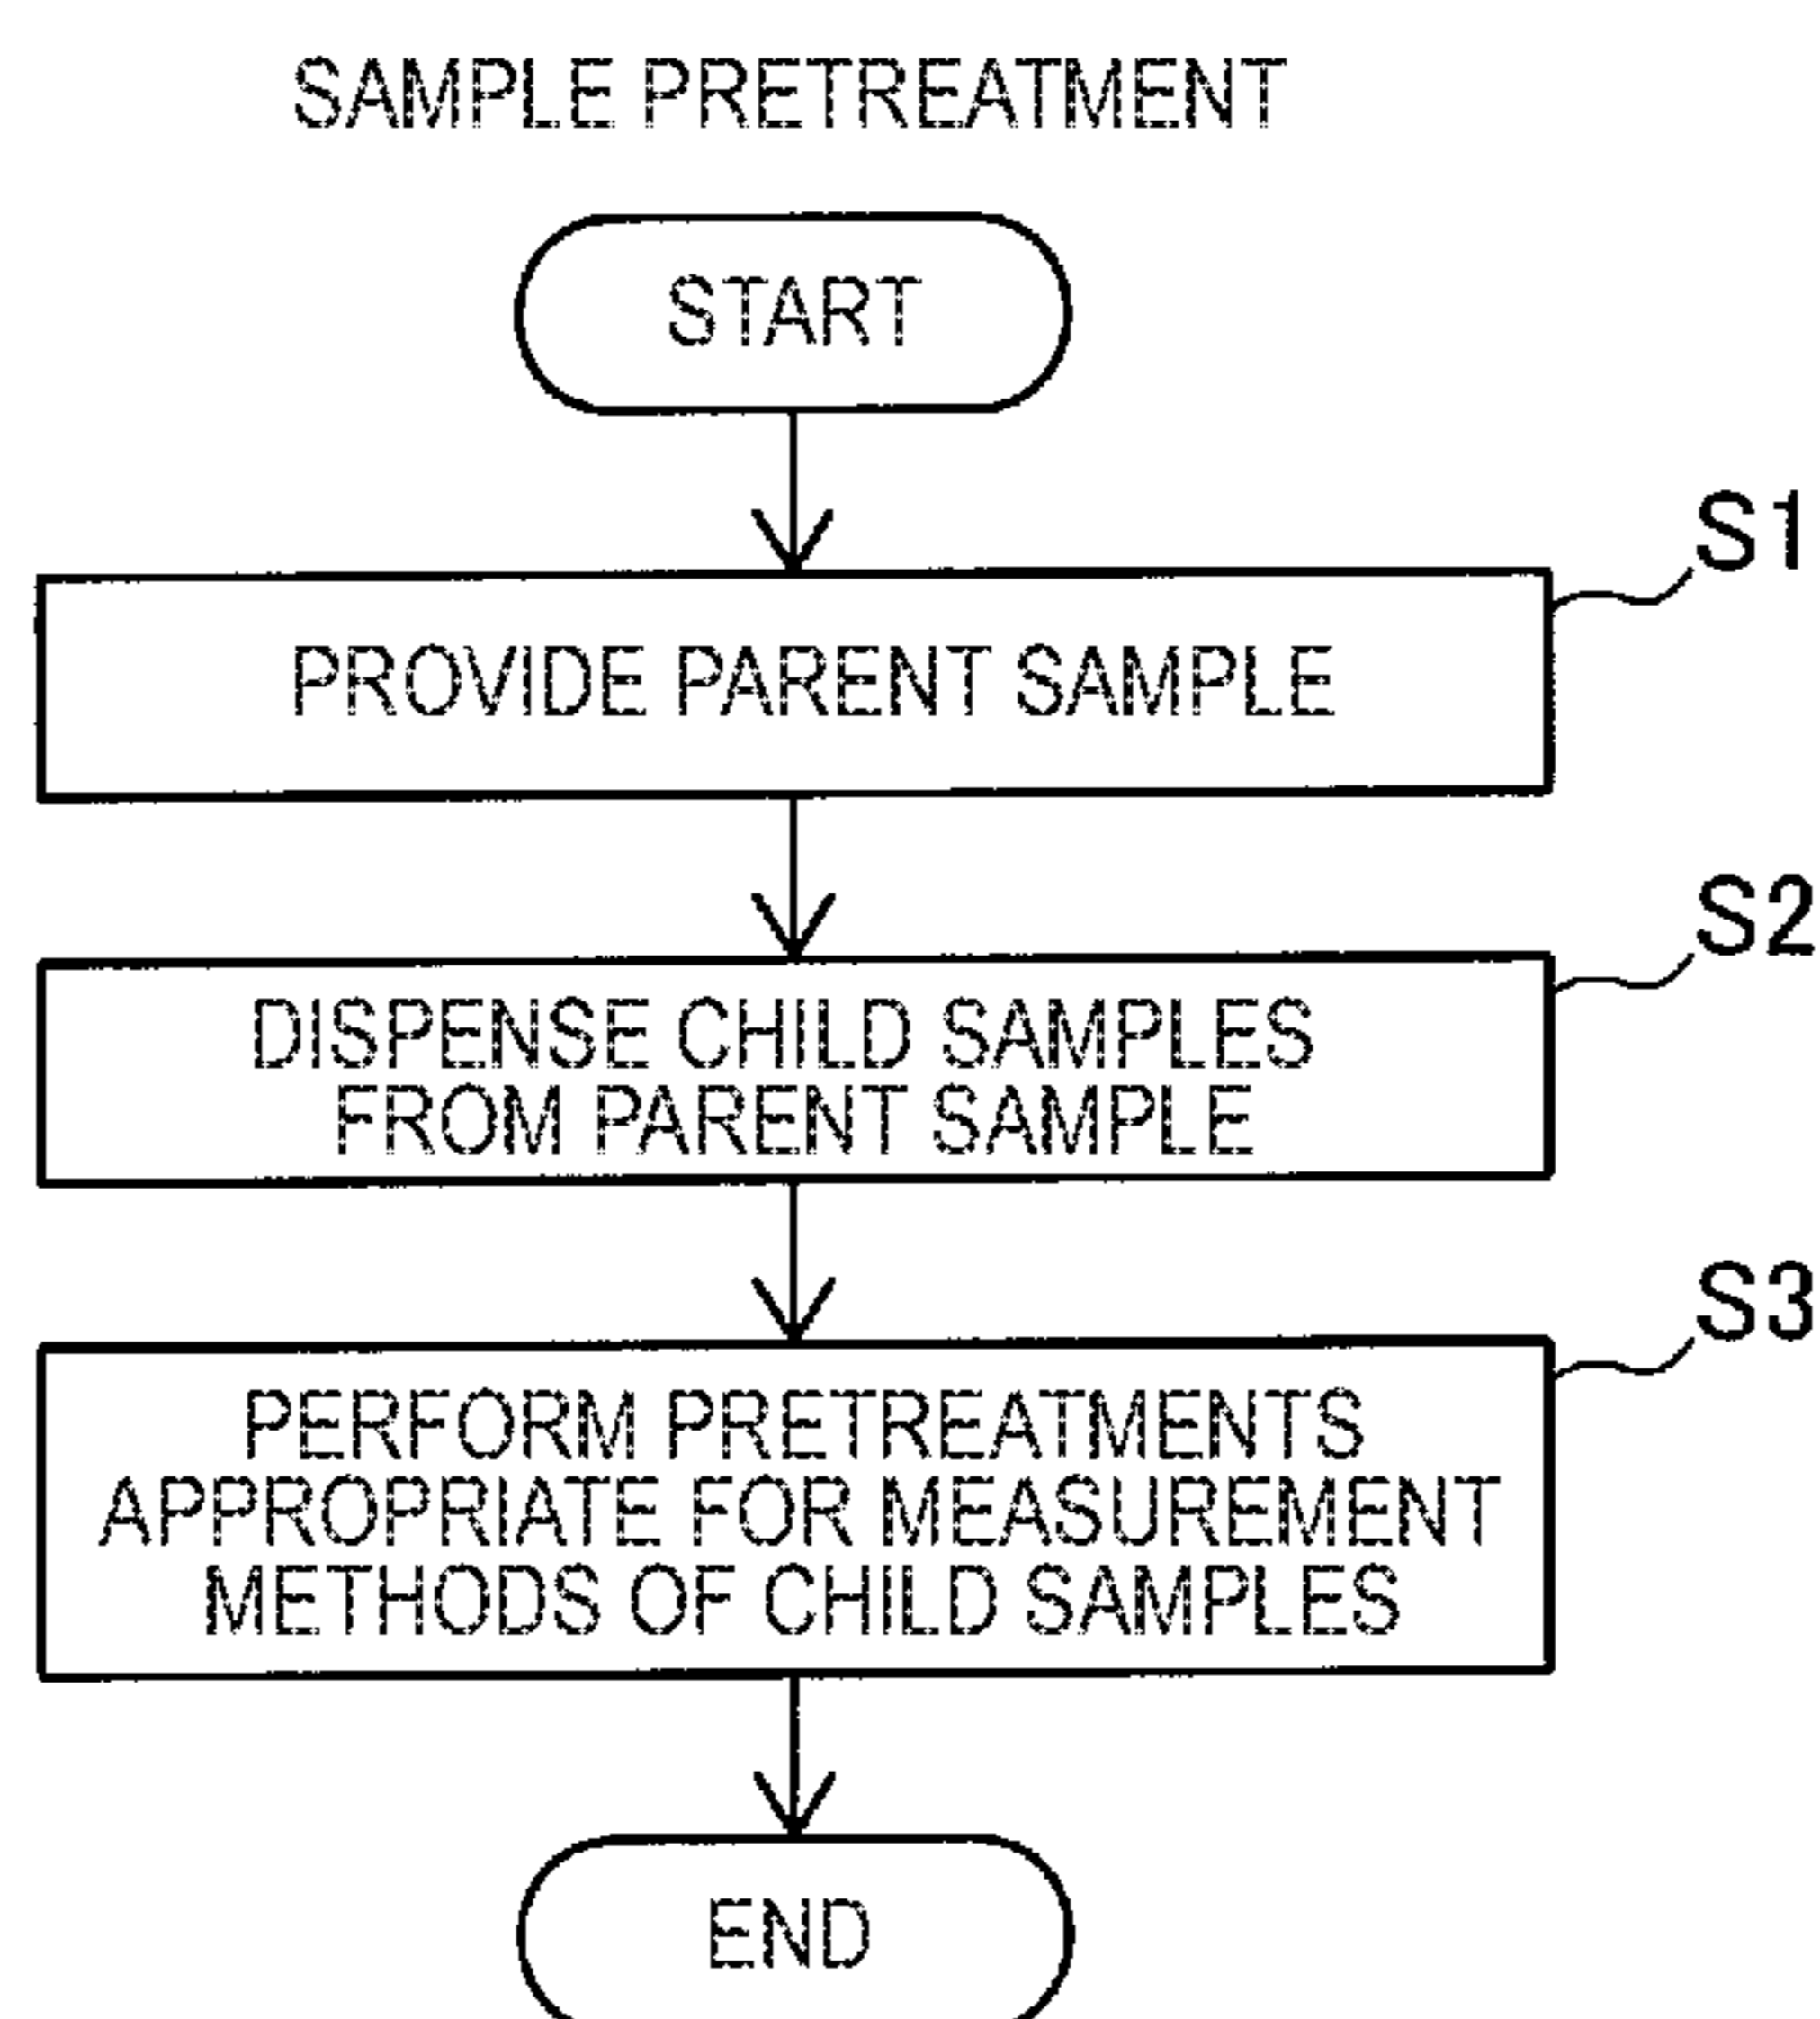 SAMPLE PRETREATMENT
START
S1
PROVIDE PARENT SAMPLE
S2
DISPENSE CHILD SAMPLES
FROM PARENT SAMPLE
S3
PERFORM PRETREATMENTS
APPROPRIATE FOR MEASUREMENT
METHODS OF CHILD SAMPLES
END